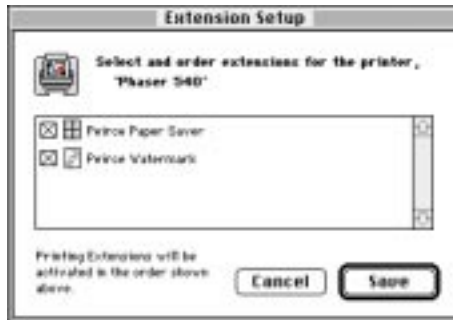 Extension Setup
Select and order extensions for the printer,
"Phaser 540"
Peirce Paper Saver
Peirce Watermark
Printing Extensions will be
activated in the order shown
above.
Cancel
Save